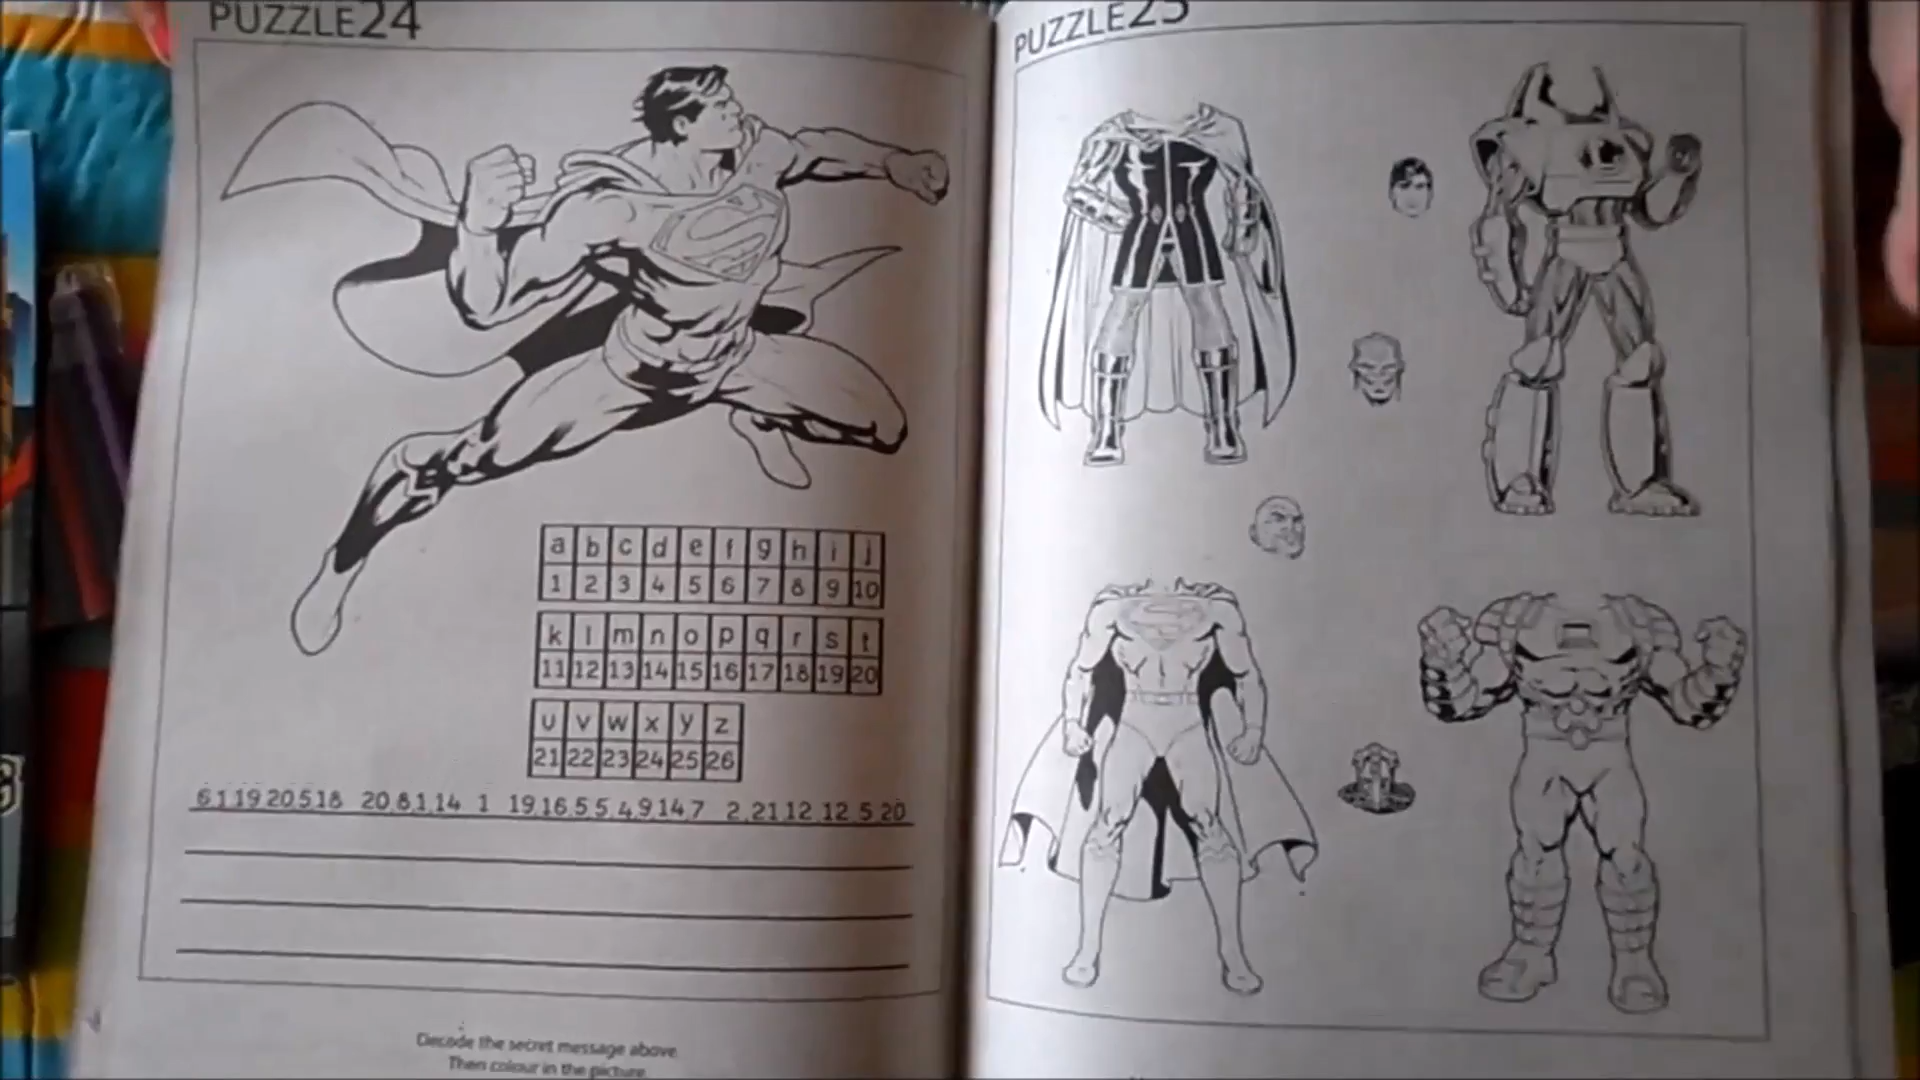 PUZZLE24
a b c d e f g h i j
1 2 3 4 5 6 7 8 9 10
k l m n o p q r s t
11 12 13 14 15 16 17 18 19 20
u v w x y z
21 22 23 24 25 26
6 1 19 20 5 18 20 8 1 14 1 19 16 5 5 4 9 14 7 2 21 12 12 5 20
Decode the secret message above.
Then colour in the picture.
PUZZLE25